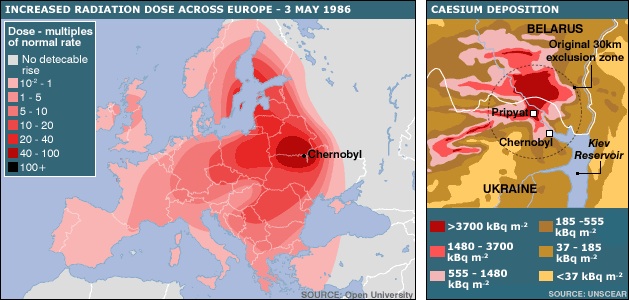 INCREASED RADIATION DOSE ACROSS EUROPE - 3 MAY 1986
Dose - multiples
of normal rate
No detecable
rise
10⁻² - 1
1 - 5
5 - 10
10 - 20
20 - 40
40 - 100
100+
Chernobyl
SOURCE: Open University
CAESIUM DEPOSITION
BELARUS
Original 30km
exclusion zone
Pripyat
Chernobyl
Kiev
Reservoir
UKRAINE
>3700 kBq m⁻²
1480 - 3700
kBq m⁻²
555 - 1480
kBq m⁻²
185 -555
kBq m⁻²
37 - 185
kBq m⁻²
<37 kBq m⁻²
SOURCE: UNSCEAR